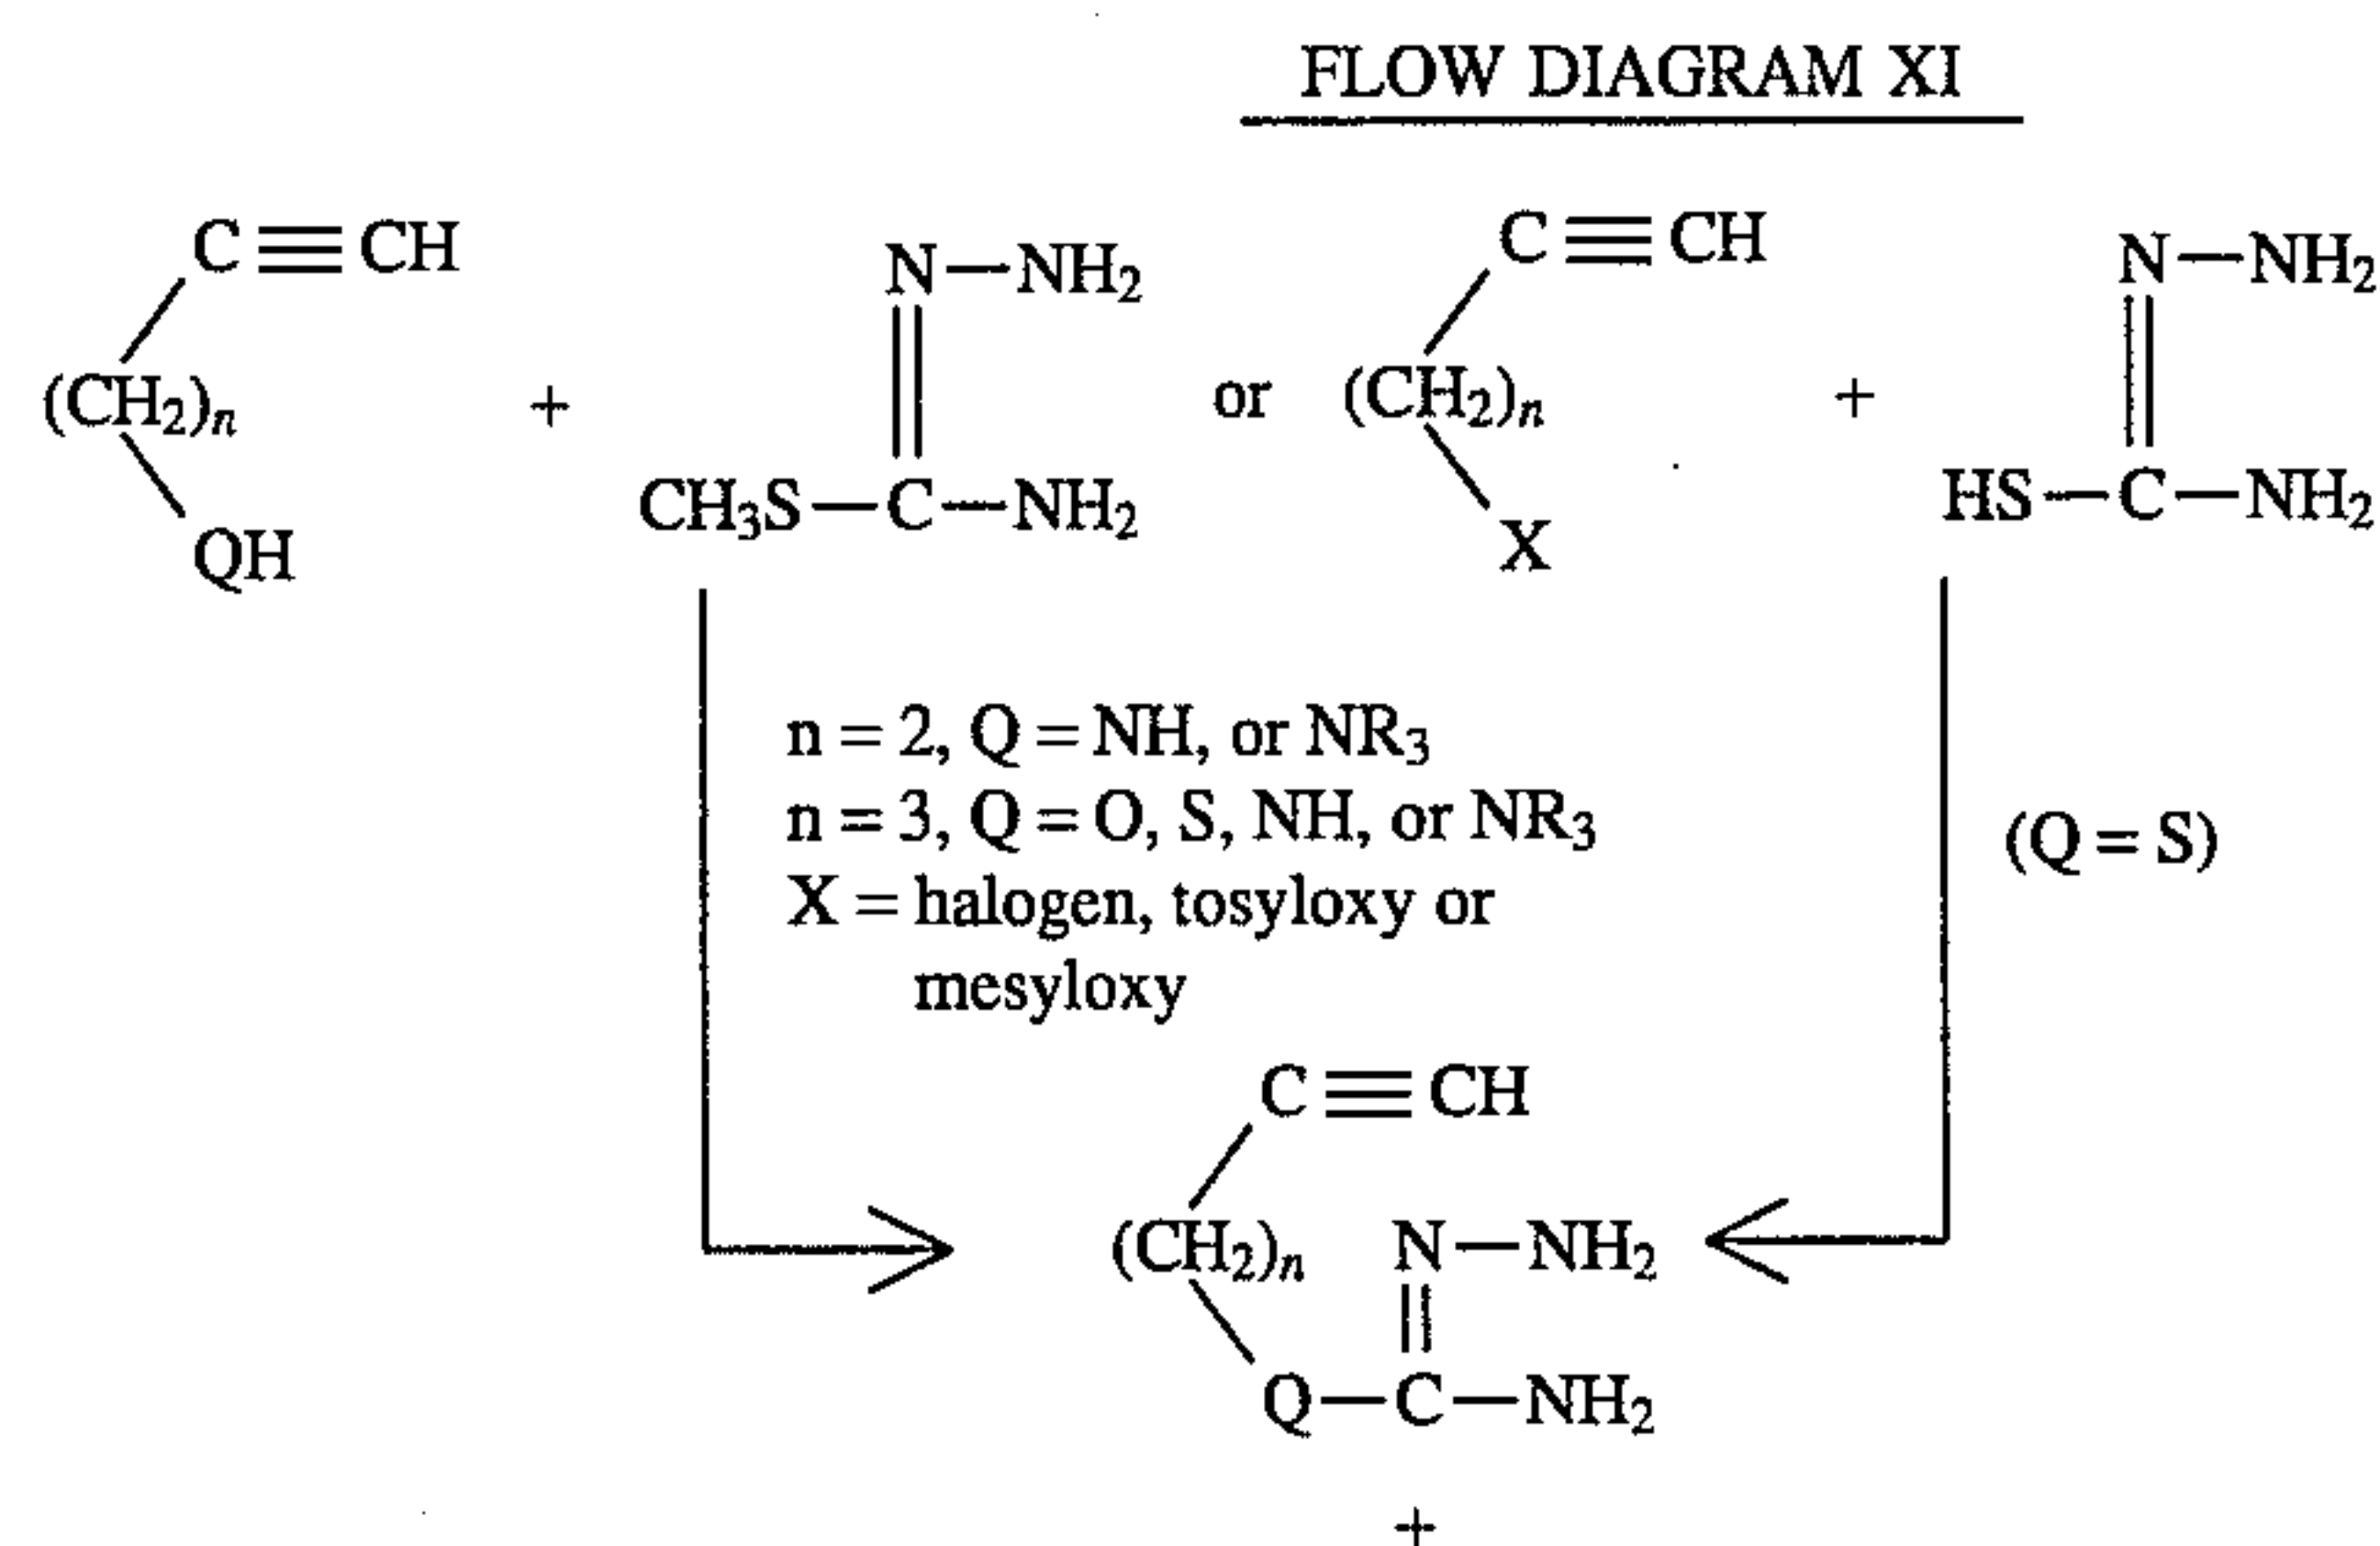 FLOW DIAGRAM XI
C≡CH
(CH₂)n
QH
+
N—NH₂
CH₃S—C—NH₂
or
C≡CH
(CH₂)n
X
+
N—NH₂
HS—C—NH₂
n = 2, Q = NH, or NR₃
n = 3, Q = O, S, NH, or NR₃
X = halogen, tosyloxy or
mesyloxy
(Q = S)
C≡CH
(CH₂)n
N—NH₂
Q—C—NH₂
+